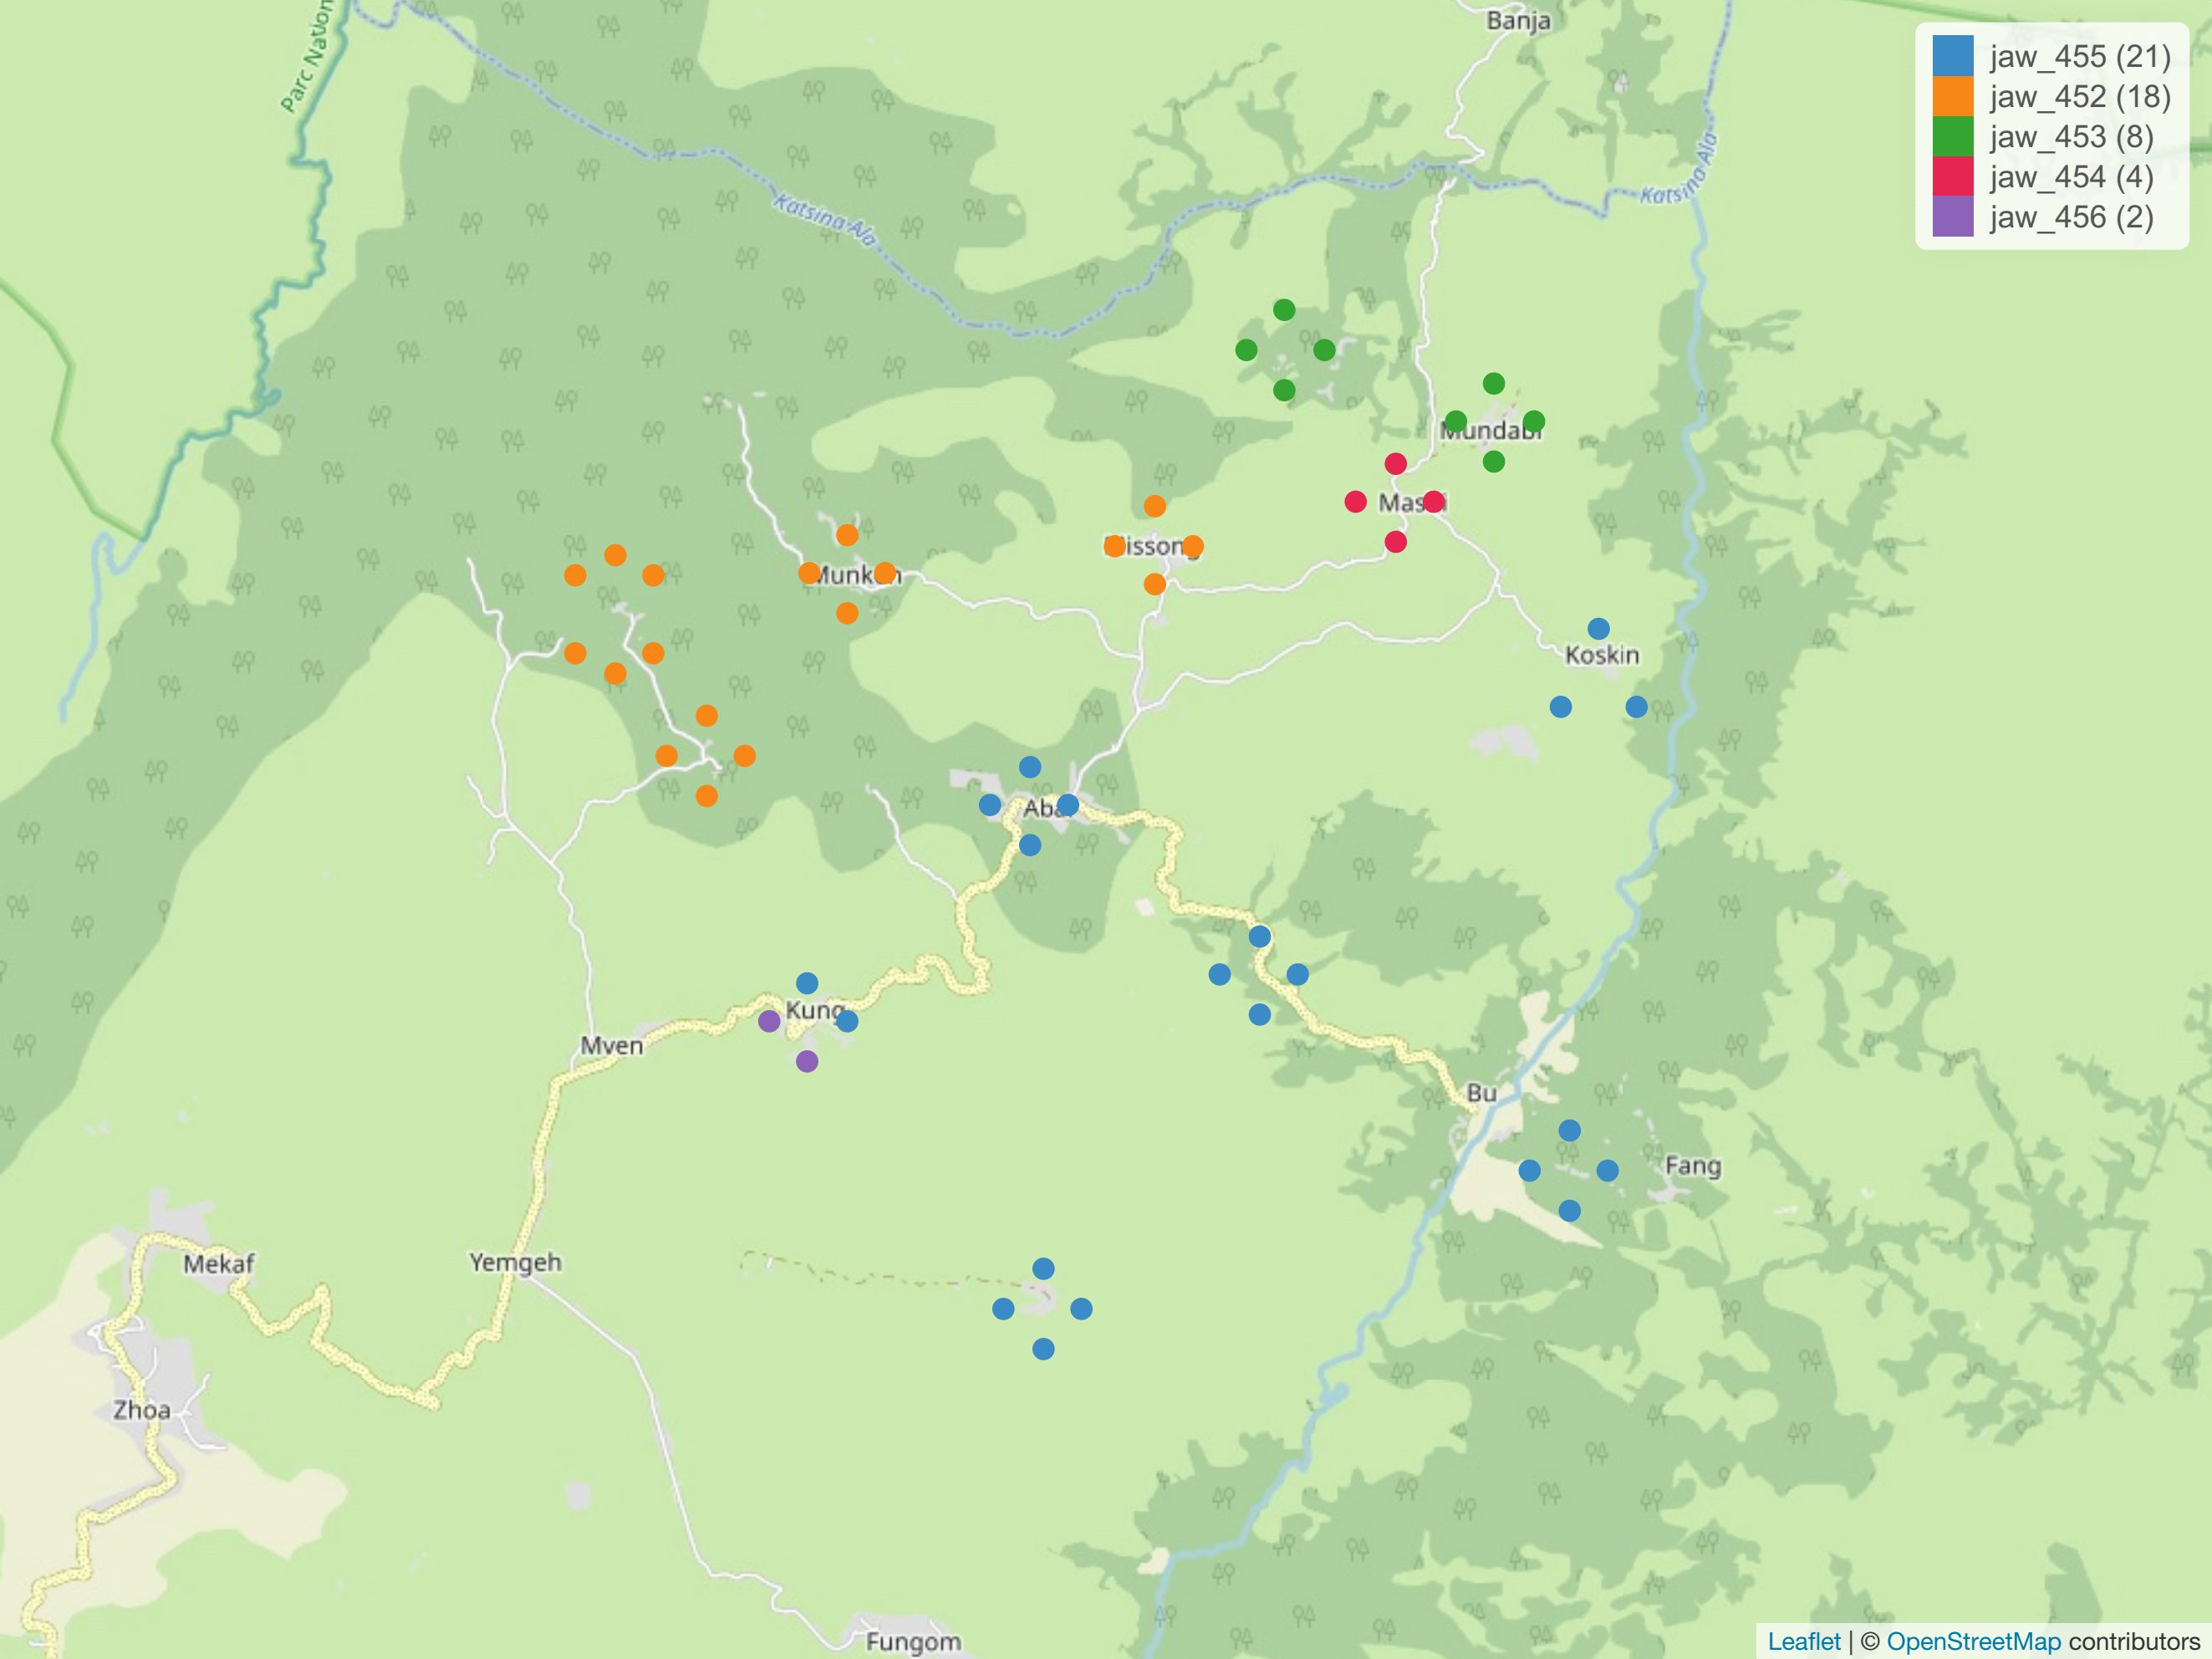 Banja
Parc Nation
jaw_455 (21)
jaw_452 (18)
jaw_453 (8)
jaw_454 (4)
jaw_456 (2)
Katsina-Ala
Katsina-Ala
Mundabi
Koskin
Kung
Mven
Bu
Fang
Mekaf
Yemgeh
Zhoa
Fungom
Leaflet | © OpenStreetMap contributors